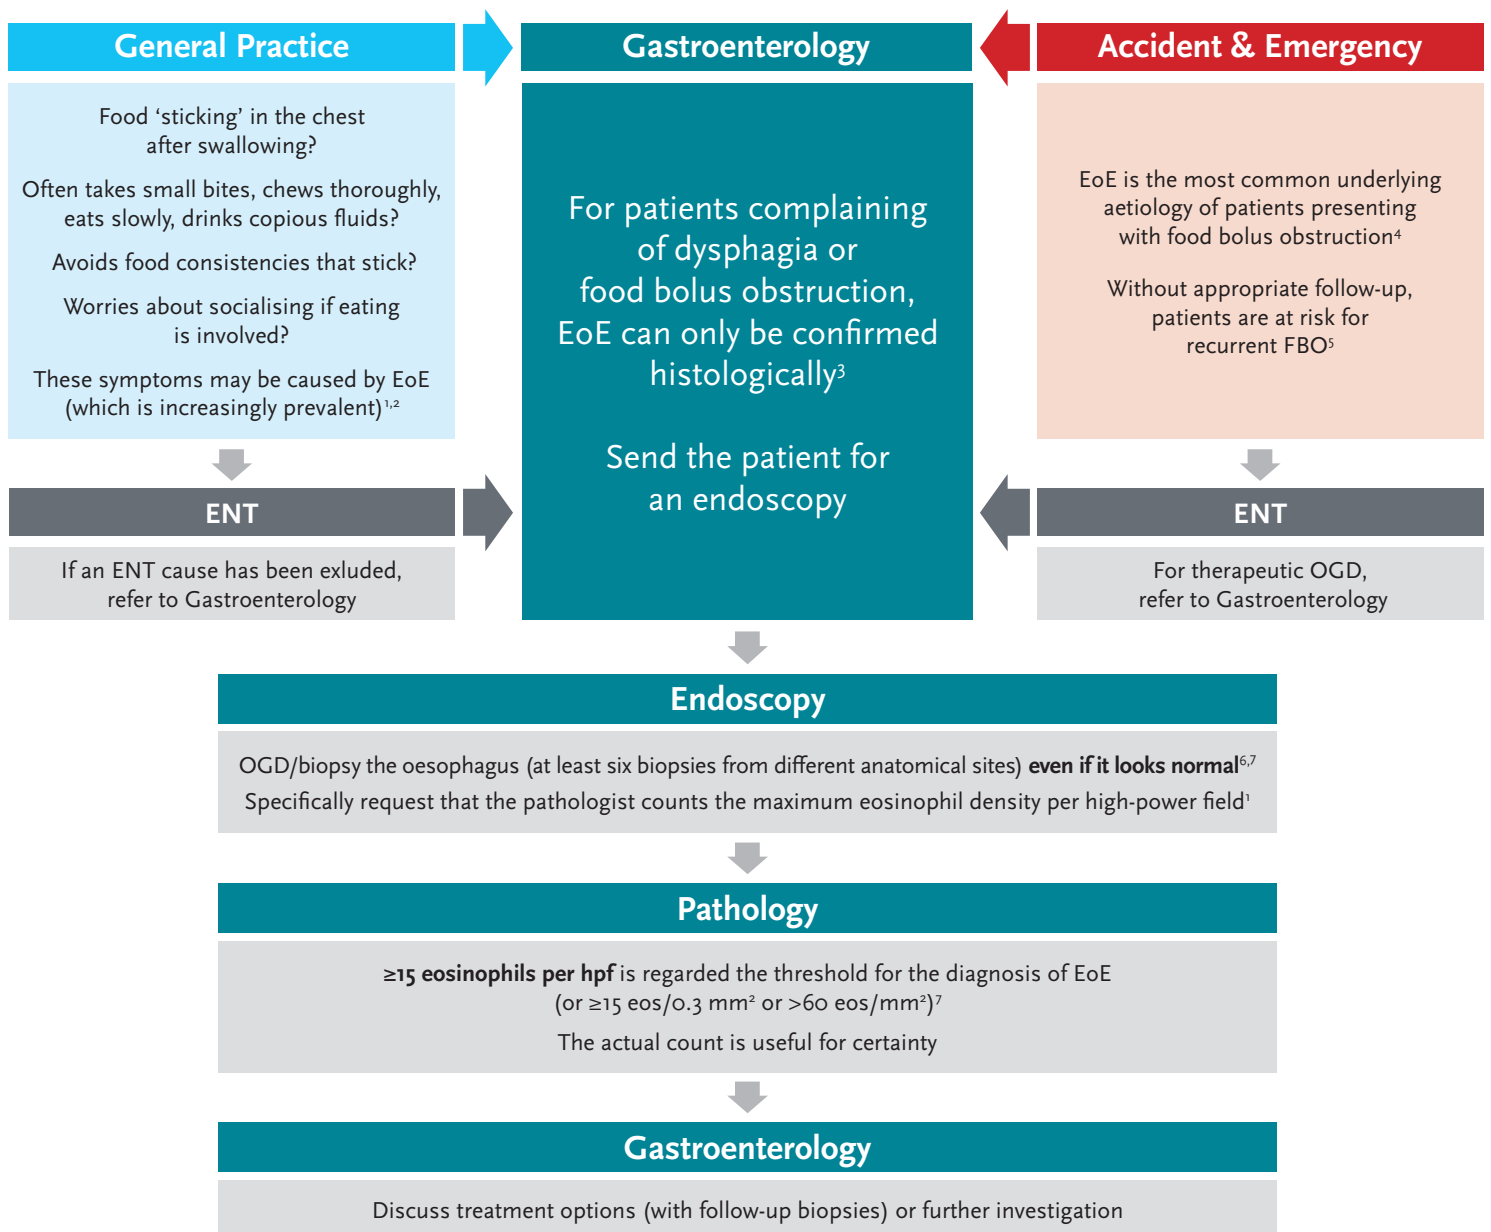 General Practice
Food ‘sticking’ in the chest
after swallowing?
Often takes small bites, chews thoroughly,
eats slowly, drinks copious fluids?
Avoids food consistencies that stick?
Worries about socialising if eating
is involved?
These symptoms may be caused by EoE
(which is increasingly prevalent)¹,²
ENT
If an ENT cause has been exluded,
refer to Gastroenterology
Gastroenterology
For patients complaining
of dysphagia or
food bolus obstruction,
EoE can only be confirmed
histologically³
Send the patient for
an endoscopy
Accident & Emergency
EoE is the most common underlying
aetiology of patients presenting
with food bolus obstruction⁴
Without appropriate follow-up,
patients are at risk for
recurrent FBO⁵
ENT
For therapeutic OGD,
refer to Gastroenterology
Endoscopy
OGD/biopsy the oesophagus (at least six biopsies from different anatomical sites) even if it looks normal⁶,⁷
Specifically request that the pathologist counts the maximum eosinophil density per high-power field¹
Pathology
≥15 eosinophils per hpf is regarded the threshold for the diagnosis of EoE
(or ≥15 eos/0.3 mm² or >60 eos/mm²)⁷
The actual count is useful for certainty
Gastroenterology
Discuss treatment options (with follow-up biopsies) or further investigation